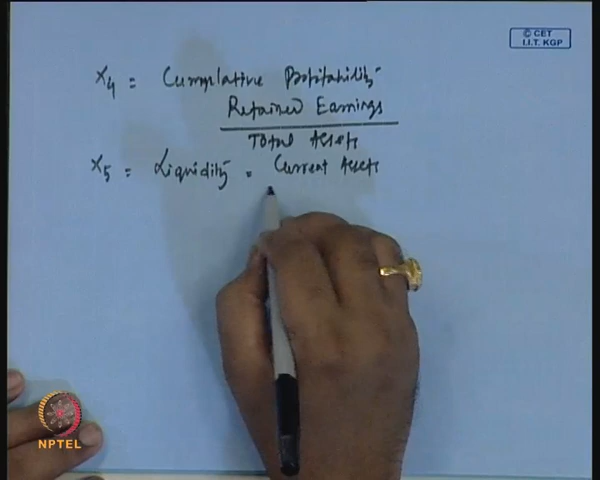 © CET
I.I.T. KGP
X4 = Cumulative Profitability
Retained Earnings
Total Assets
X5 = Liquidity = Current Assets
NPTEL